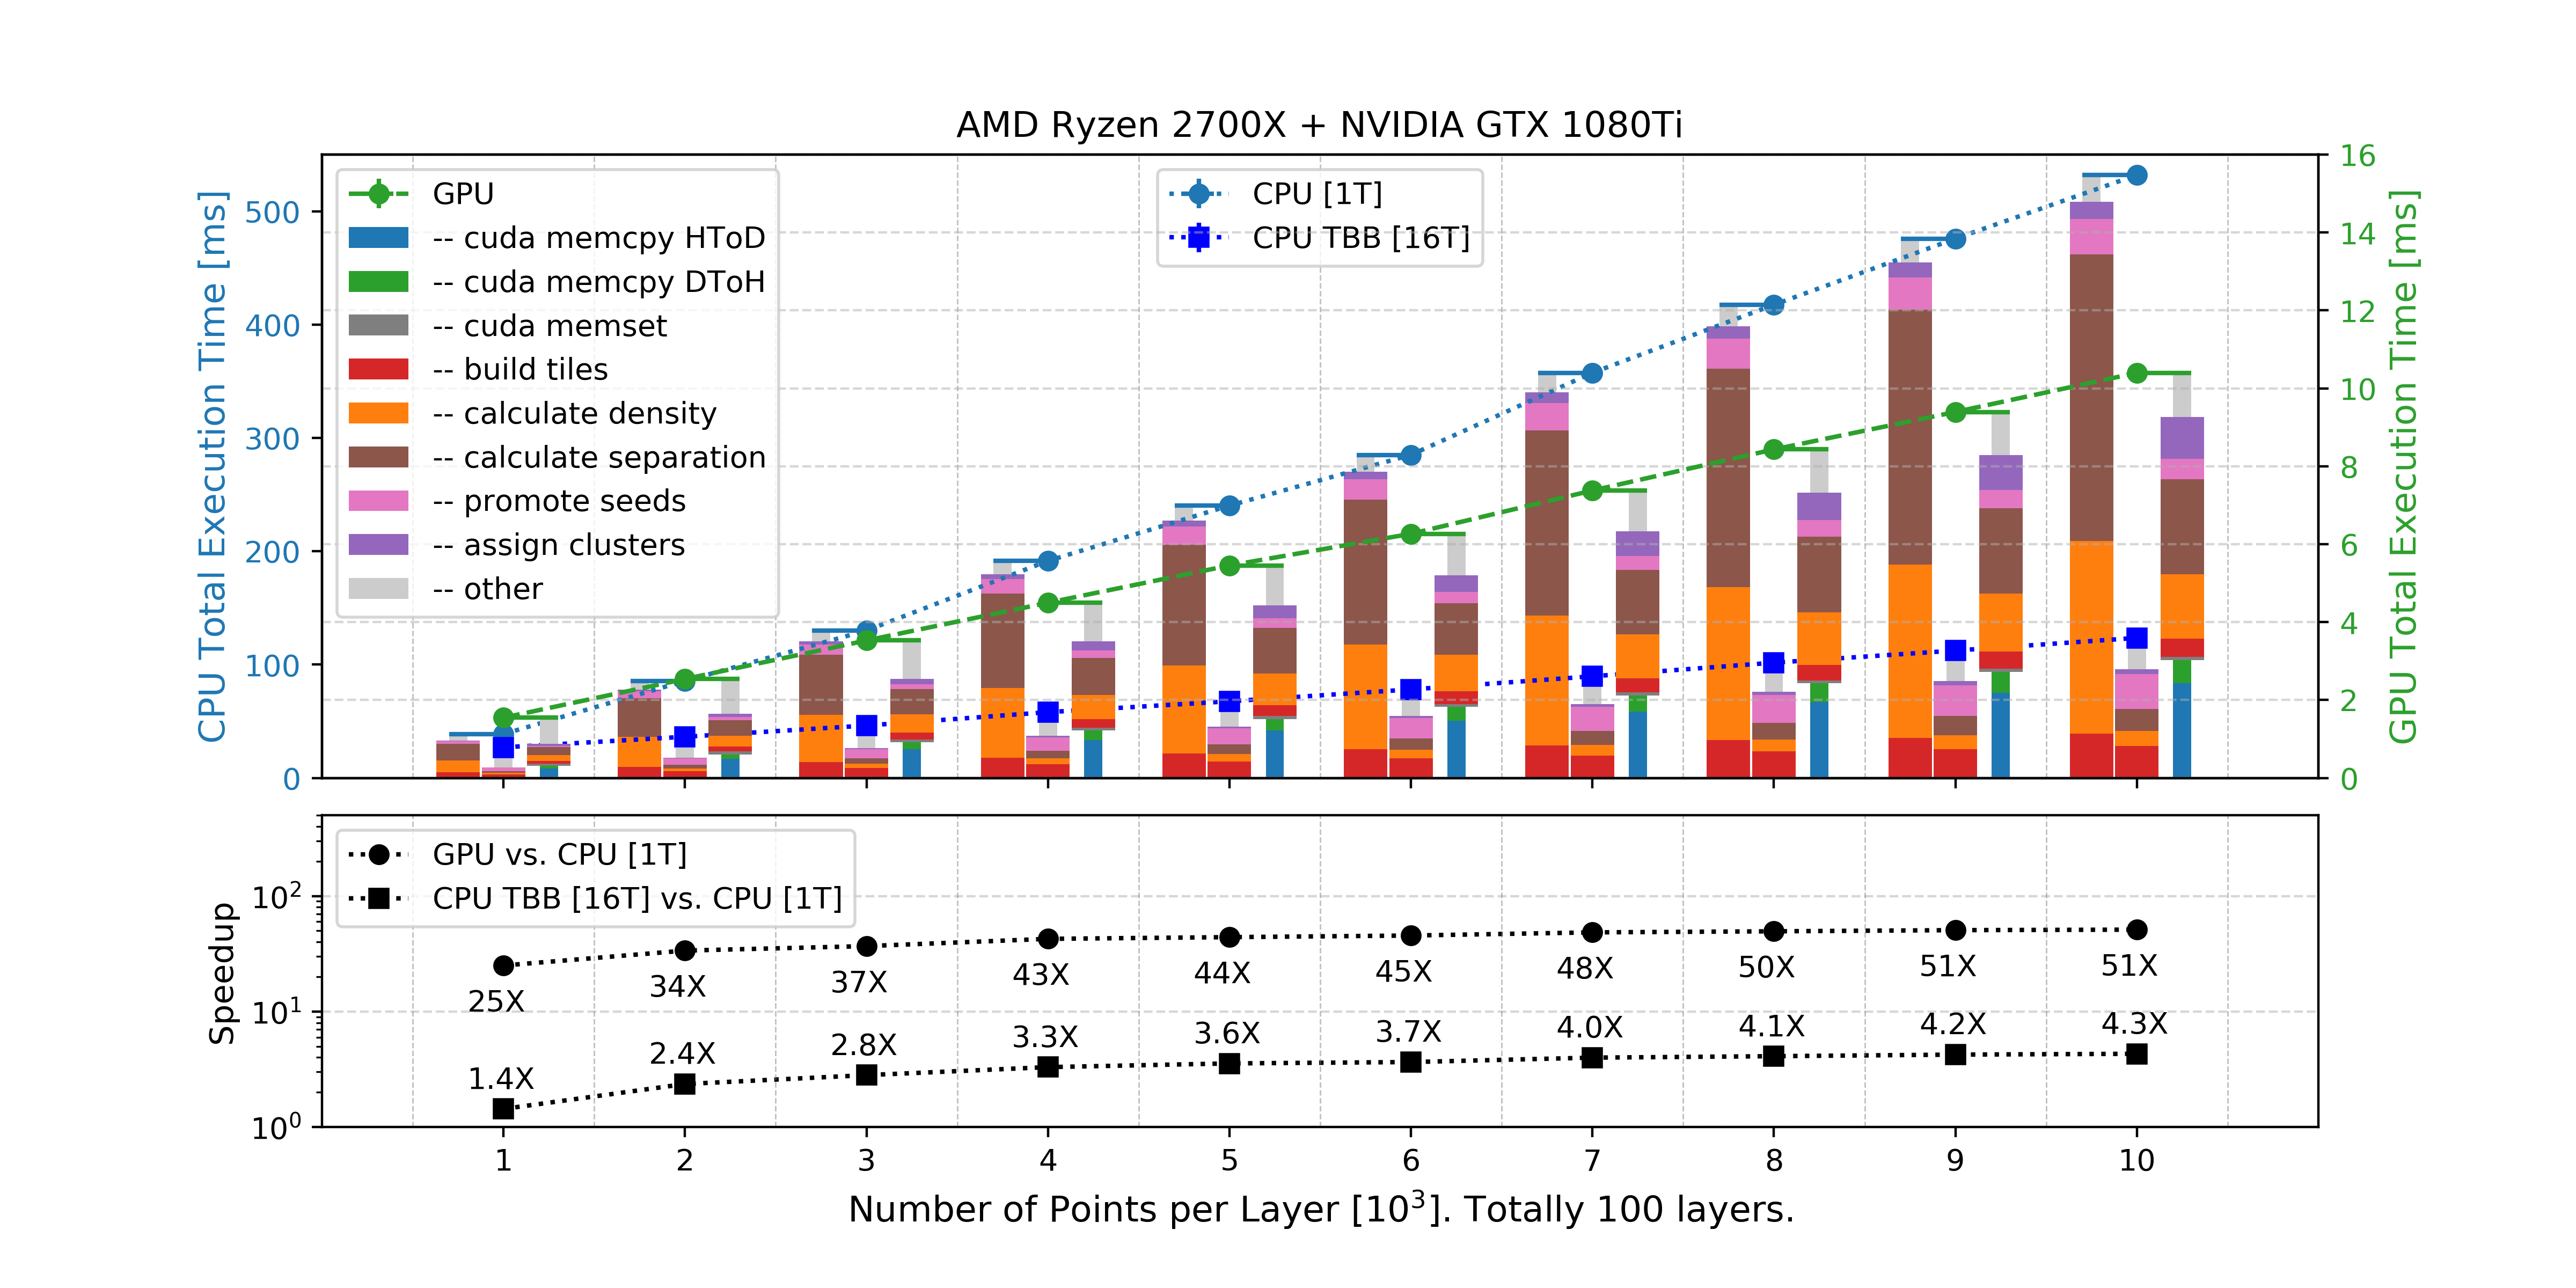 AMD Ryzen 2700X + NVIDIA GTX 1080Ti
CPU Total Execution Time [ms]
500
400
300
200
100
0
GPU
-- cuda memcpy HToD
-- cuda memcpy DToH
-- cuda memset
-- build tiles
-- calculate density
-- calculate separation
-- promote seeds
-- assign clusters
-- other
CPU [1T]
CPU TBB [16T]
16
14
12
10
8
6
4
2
0
GPU Total Execution Time [ms]
Speedup
10²
10¹
10⁰
GPU vs. CPU [1T]
CPU TBB [16T] vs. CPU [1T]
25X 34X 37X 43X 44X 45X 48X 50X 51X 51X
1.4X 2.4X 2.8X 3.3X 3.6X 3.7X 4.0X 4.1X 4.2X 4.3X
1 2 3 4 5 6 7 8 9 10
Number of Points per Layer [10³]. Totally 100 layers.